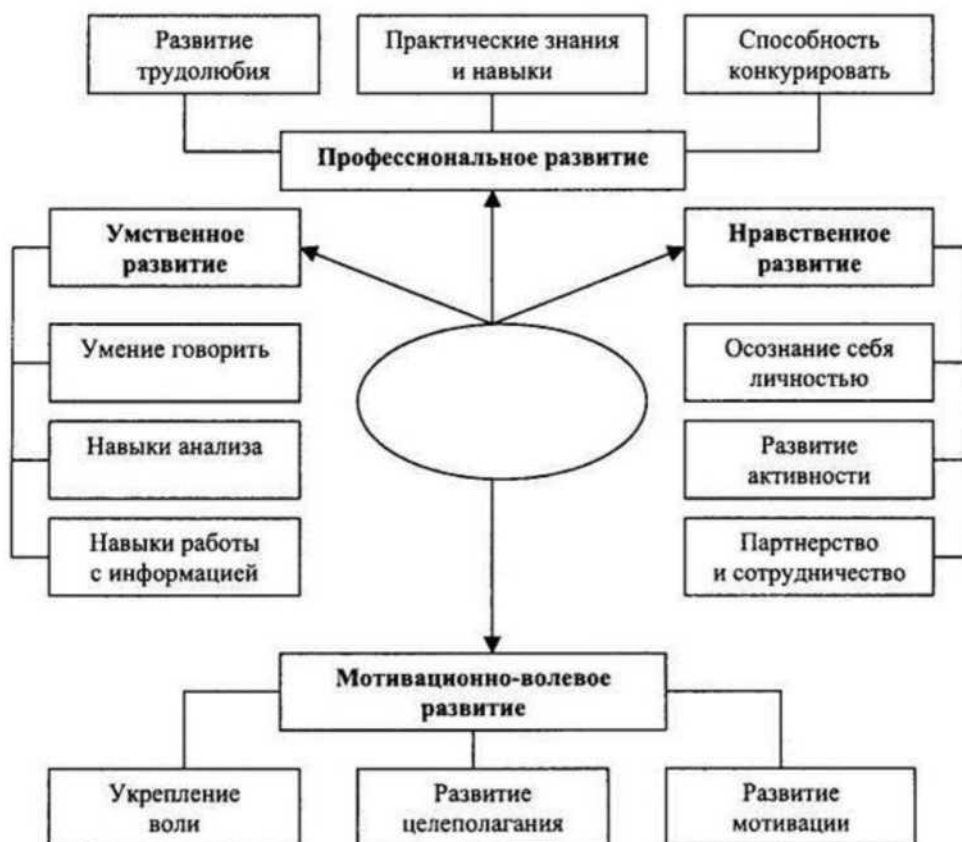 Развитие
трудолюбия
Практические знания
и навыки
Способность
конкурировать
Профессиональное развитие
Умственное
развитие
Нравственное
развитие
Умение говорить
Осознание себя
личностью
Навыки анализа
Развитие
активности
Навыки работы
с информацией
Партнерство
и сотрудничество
Мотивационно-волевое
развитие
Укрепление
воли
Развитие
целеполагания
Развитие
мотивации